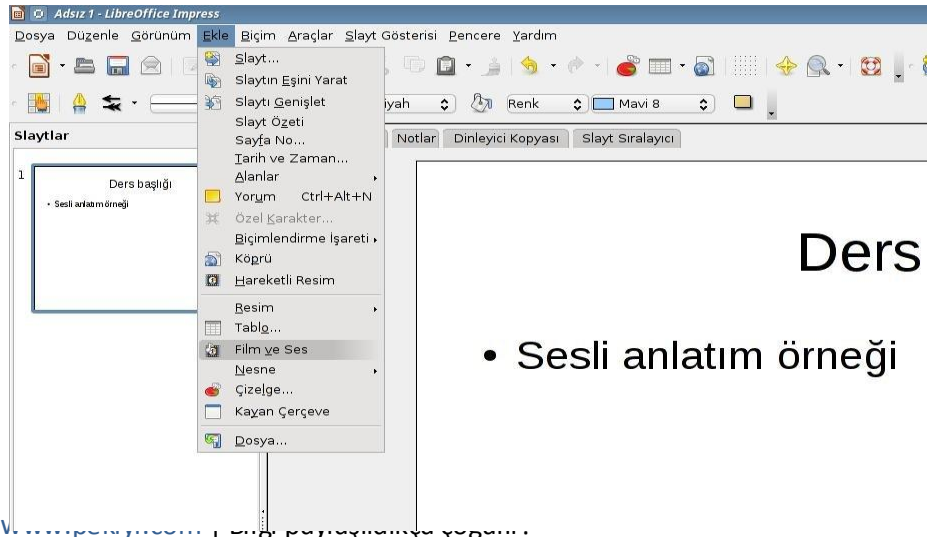 Adsız 1 - LibreOffice Impress
Dosya Düzenle Görünüm Ekle Biçim Araçlar Slayt Gösterisi Pencere Yardım
iyah Renk Mavi 8
Slaytlar
Notlar Dinleyici Kopyası Slayt Sıralayıcı
Slayt...
Slaytın Eşini Yarat
Slaytı Genişlet
Slayt Özeti
Sayfa No...
Tarih ve Zaman...
Alanlar
Yorum Ctrl+Alt+N
Özel Karakter...
Biçimlendirme İşareti
Köprü
Hareketli Resim
Resim
Tablo...
Film ve Ses
Nesne
Çizelge...
Kayan Çerçeve
Dosya...
1
Ders başlığı
• Sesli anlatım örneği
Ders
• Sesli anlatım örneği